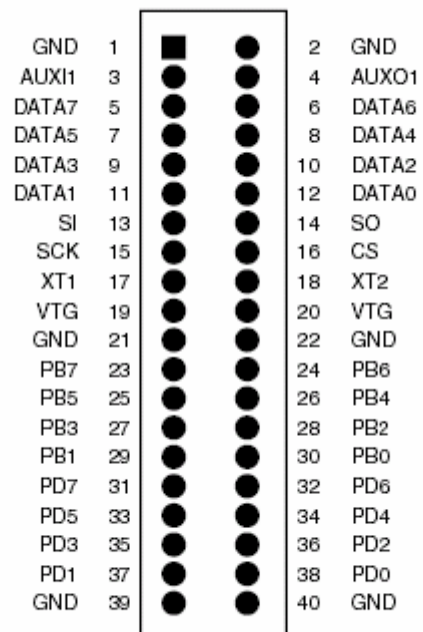 GND 1 2 GND
AUXI1 3 4 AUXO1
DATA7 5 6 DATA6
DATA5 7 8 DATA4
DATA3 9 10 DATA2
DATA1 11 12 DATA0
SI 13 14 SO
SCK 15 16 CS
XT1 17 18 XT2
VTG 19 20 VTG
GND 21 22 GND
PB7 23 24 PB6
PB5 25 26 PB4
PB3 27 28 PB2
PB1 29 30 PB0
PD7 31 32 PD6
PD5 33 34 PD4
PD3 35 36 PD2
PD1 37 38 PD0
GND 39 40 GND